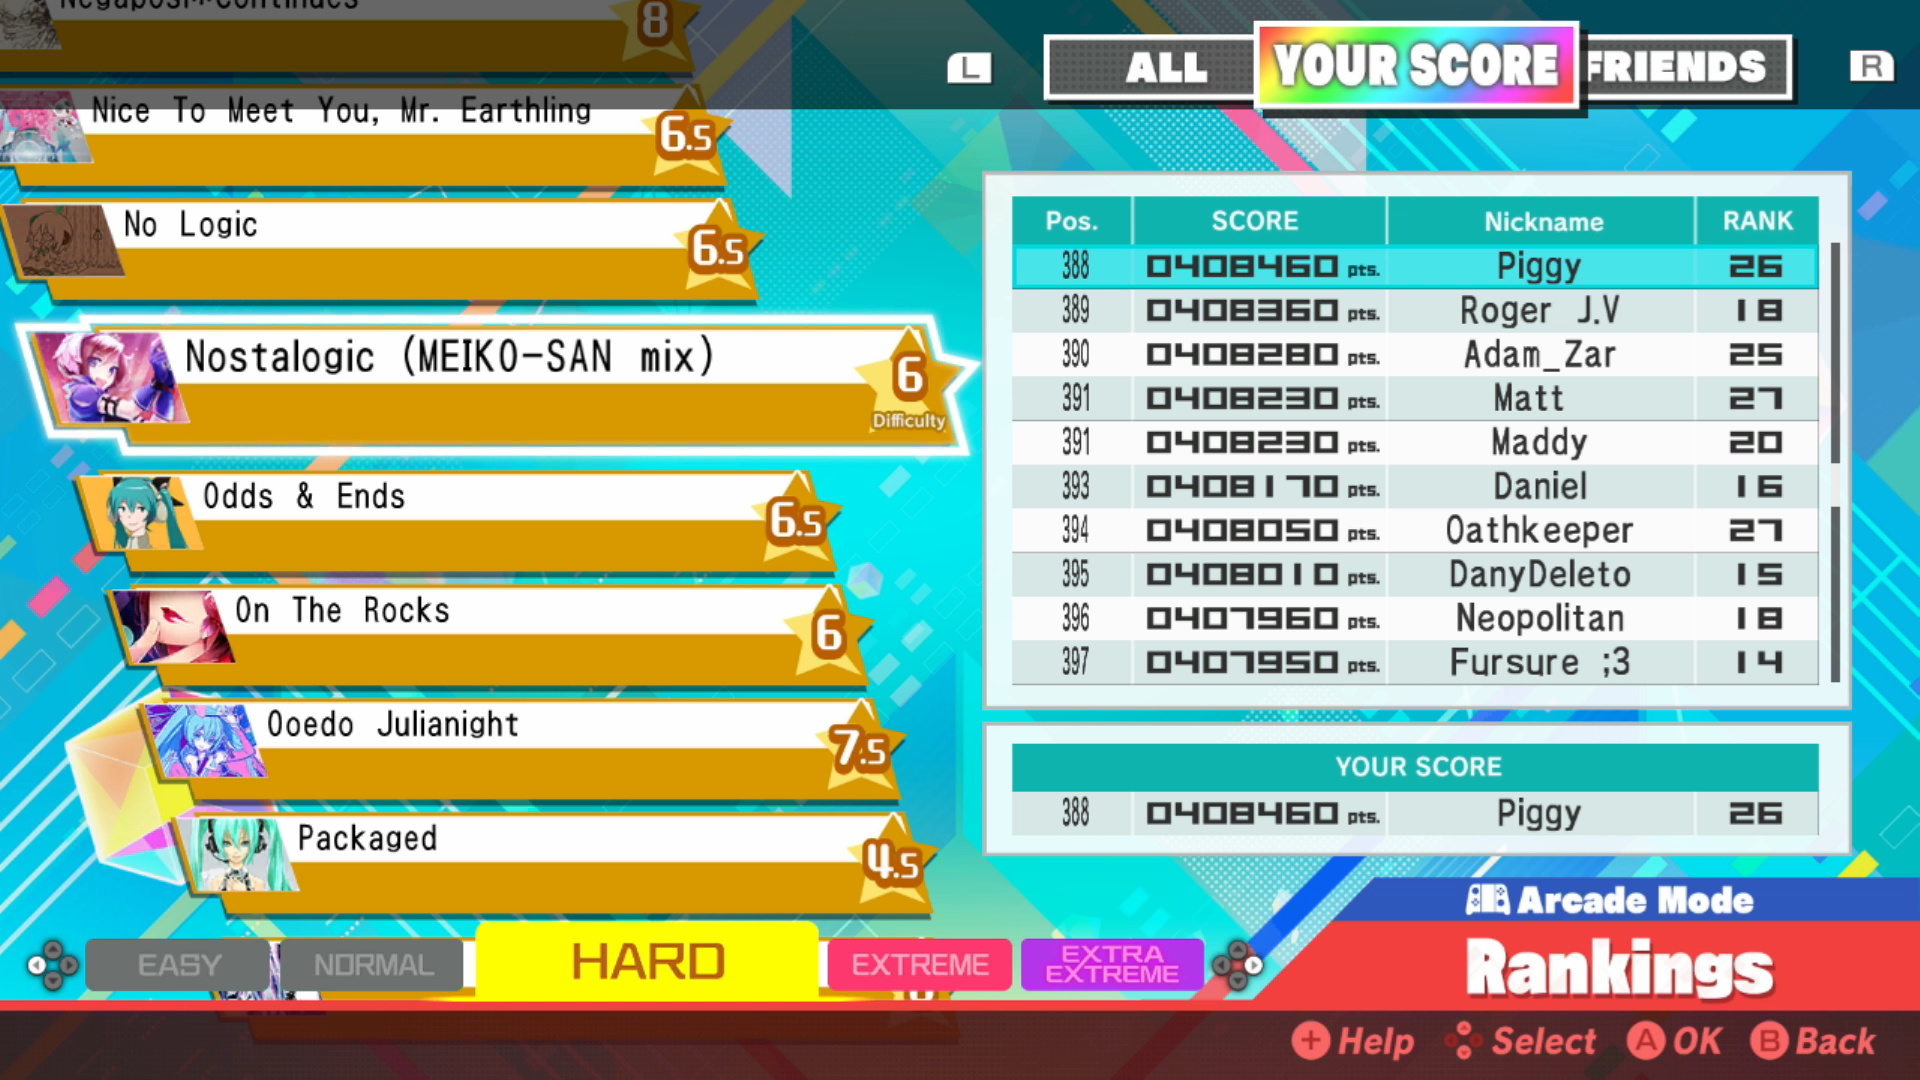 8
L
ALL
YOUR SCORE
FRIENDS
R
Nice To Meet You, Mr. Earthling
6.5
No Logic
6.5
Nostalogic (MEIKO-SAN mix)
6
Difficulty
Odds & Ends
6.5
On The Rocks
6
Ooedo Julianight
7.5
Packaged
4.5
Pos. SCORE Nickname RANK
388 0408460 pts. Piggy 26
389 0408360 pts. Roger J.V 18
390 0408280 pts. Adam_Zar 25
391 0408230 pts. Matt 27
391 0408230 pts. Maddy 20
393 0408170 pts. Daniel 16
394 0408050 pts. Oathkeeper 27
395 0408010 pts. DanyDeleto 15
396 0407960 pts. Neopolitan 18
397 0407950 pts. Fursure ;3 14
YOUR SCORE
388 0408460 pts. Piggy 26
EASY
NORMAL
HARD
EXTREME
EXTRA
EXTREME
Arcade Mode
Rankings
+ Help
Select
A OK
B Back